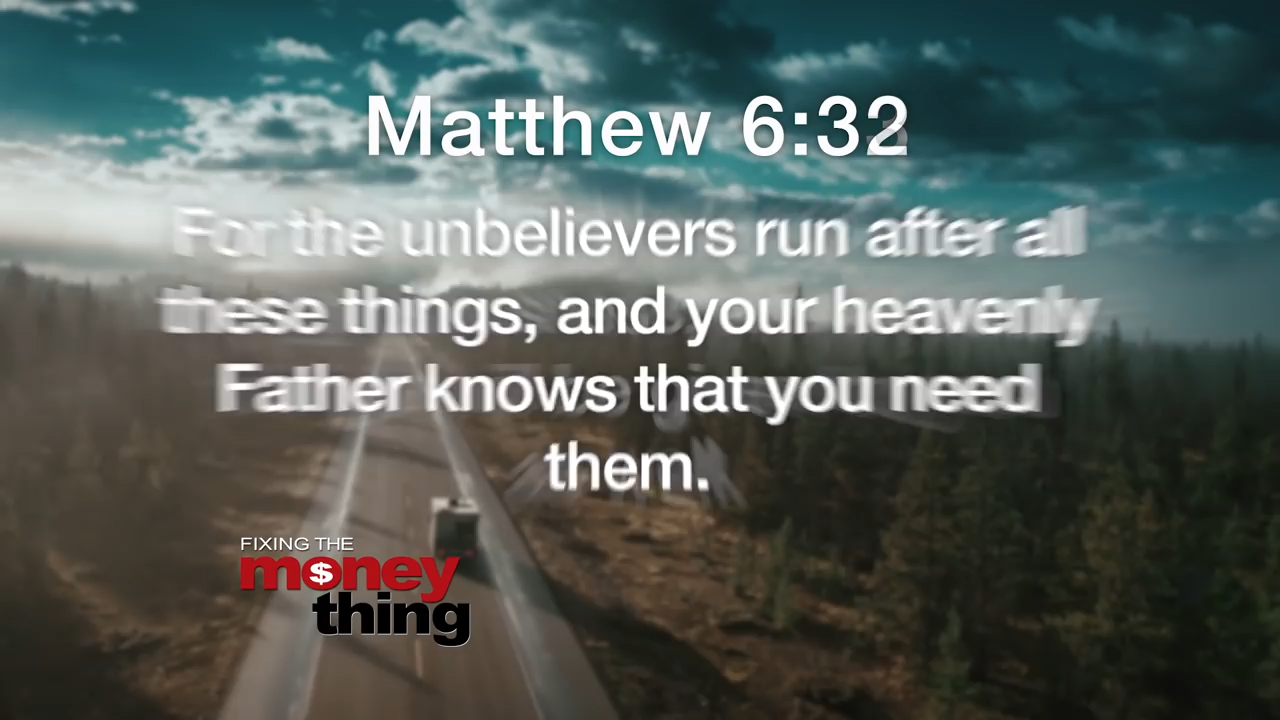 Matthew 6:32
For the unbelievers run after all
these things, and your heavenly
Father knows that you need
them.
FIXING THE
money
thing